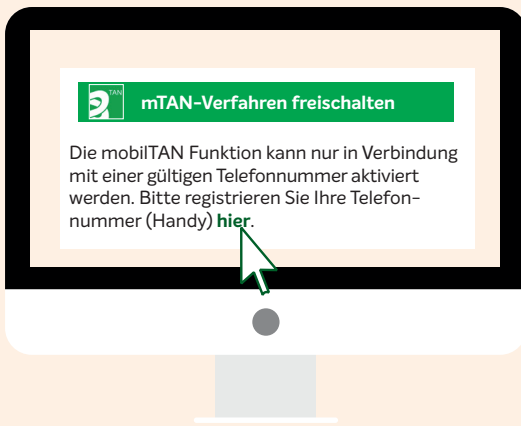 TAN
mTAN-Verfahren freischalten
Die mobilTAN Funktion kann nur in Verbindung
mit einer gültigen Telefonnummer aktiviert
werden. Bitte registrieren Sie Ihre Telefon-
nummer (Handy) hier.